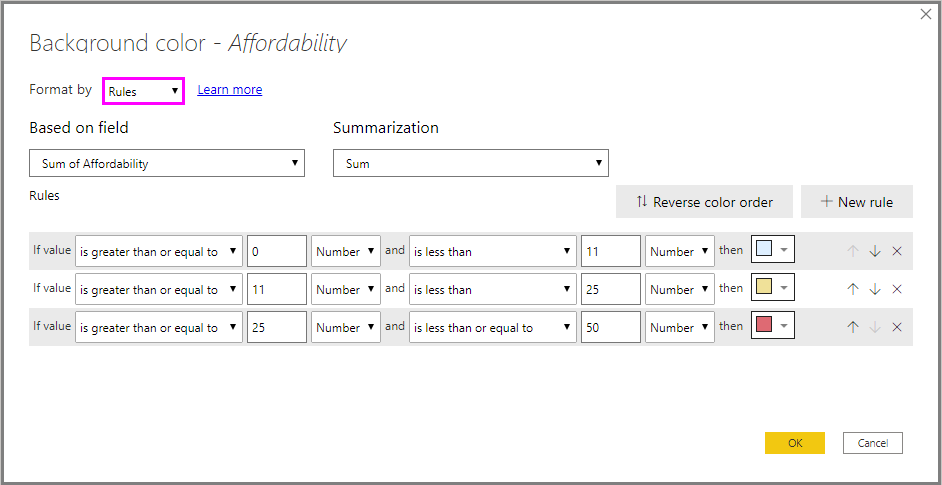 Background color - Affordability
Format by Rules Learn more
Based on field Summarization
Sum of Affordability Sum
Rules Reverse color order New rule
If value is greater than or equal to 0 Number and is less than 11 Number then
If value is greater than or equal to 11 Number and is less than 25 Number then
If value is greater than or equal to 25 Number and is less than or equal to 50 Number then
OK Cancel